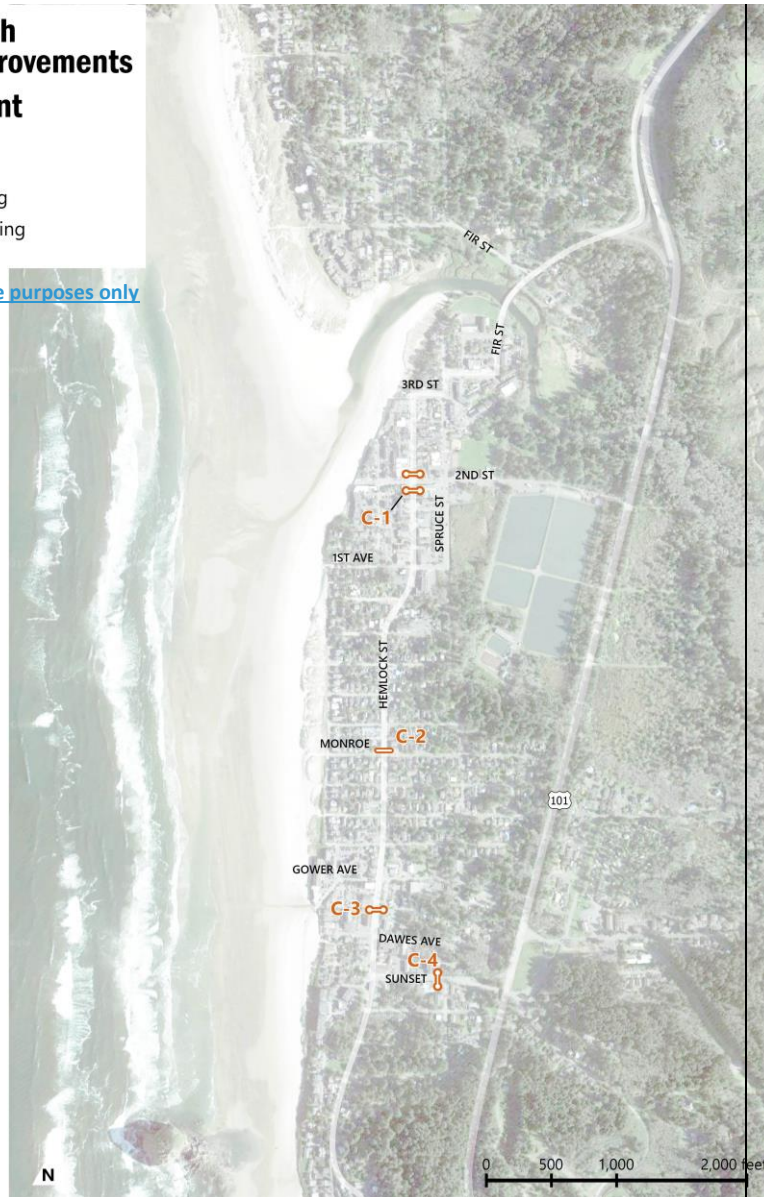 h
rovements
nt
g
ing
e purposes only
FIR ST
FIR ST
3RD ST
2ND ST
C-1
SPRUCE ST
1ST AVE
HEMLOCK ST
C-2
MONROE
101
GOWER AVE
C-3
DAWES AVE
C-4
SUNSET
N
0 500 1,000 2,000 feet